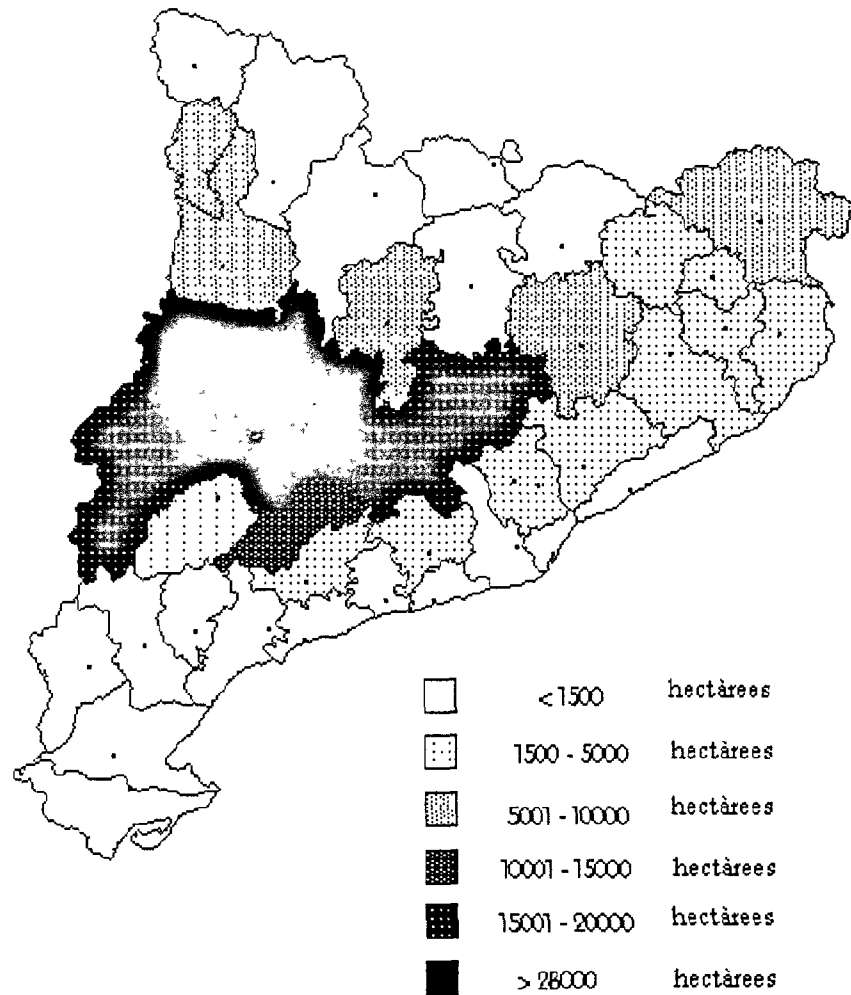 < 1500 hectàrees
1500 - 5000 hectàrees
5001 - 10000 hectàrees
10001 - 15000 hectàrees
15001 - 20000 hectàrees
> 28000 hectàrees